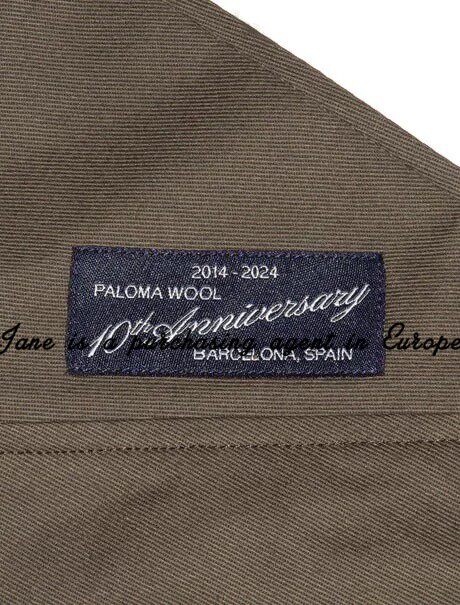 2014 - 2024
PALOMA WOOL
10th Anniversary
Jane is a purchasing agent in Europe
BARCELONA, SPAIN